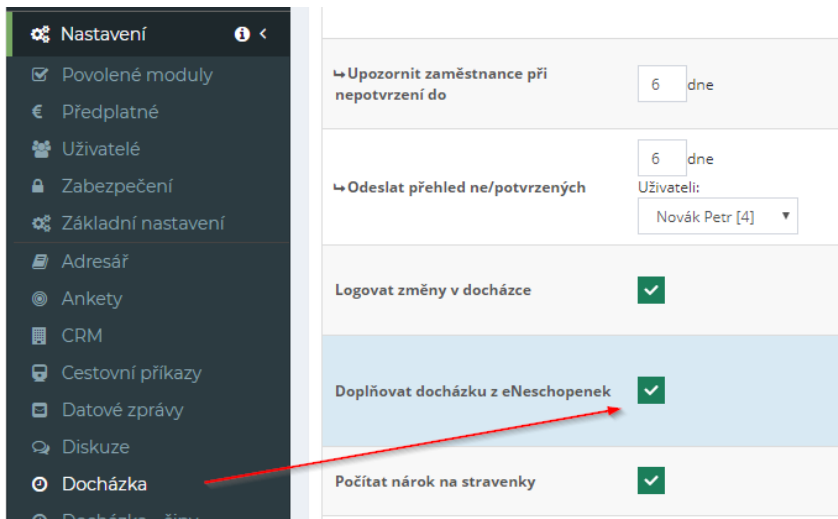 Nastavení
Povolené moduly
Předplatné
Uživatelé
Zabezpečení
Základní nastavení
Adresář
Ankety
CRM
Cestovní příkazy
Datové zprávy
Diskuze
Docházka
Upozornit zaměstnance při
nepotvrzení do
6 dne
Odeslat přehled ne/potvrzených
6 dne
Uživateli:
Novák Petr [4]
Logovat změny v docházce
Doplňovat docházku z eNeschopenek
Počítat nárok na stravenky